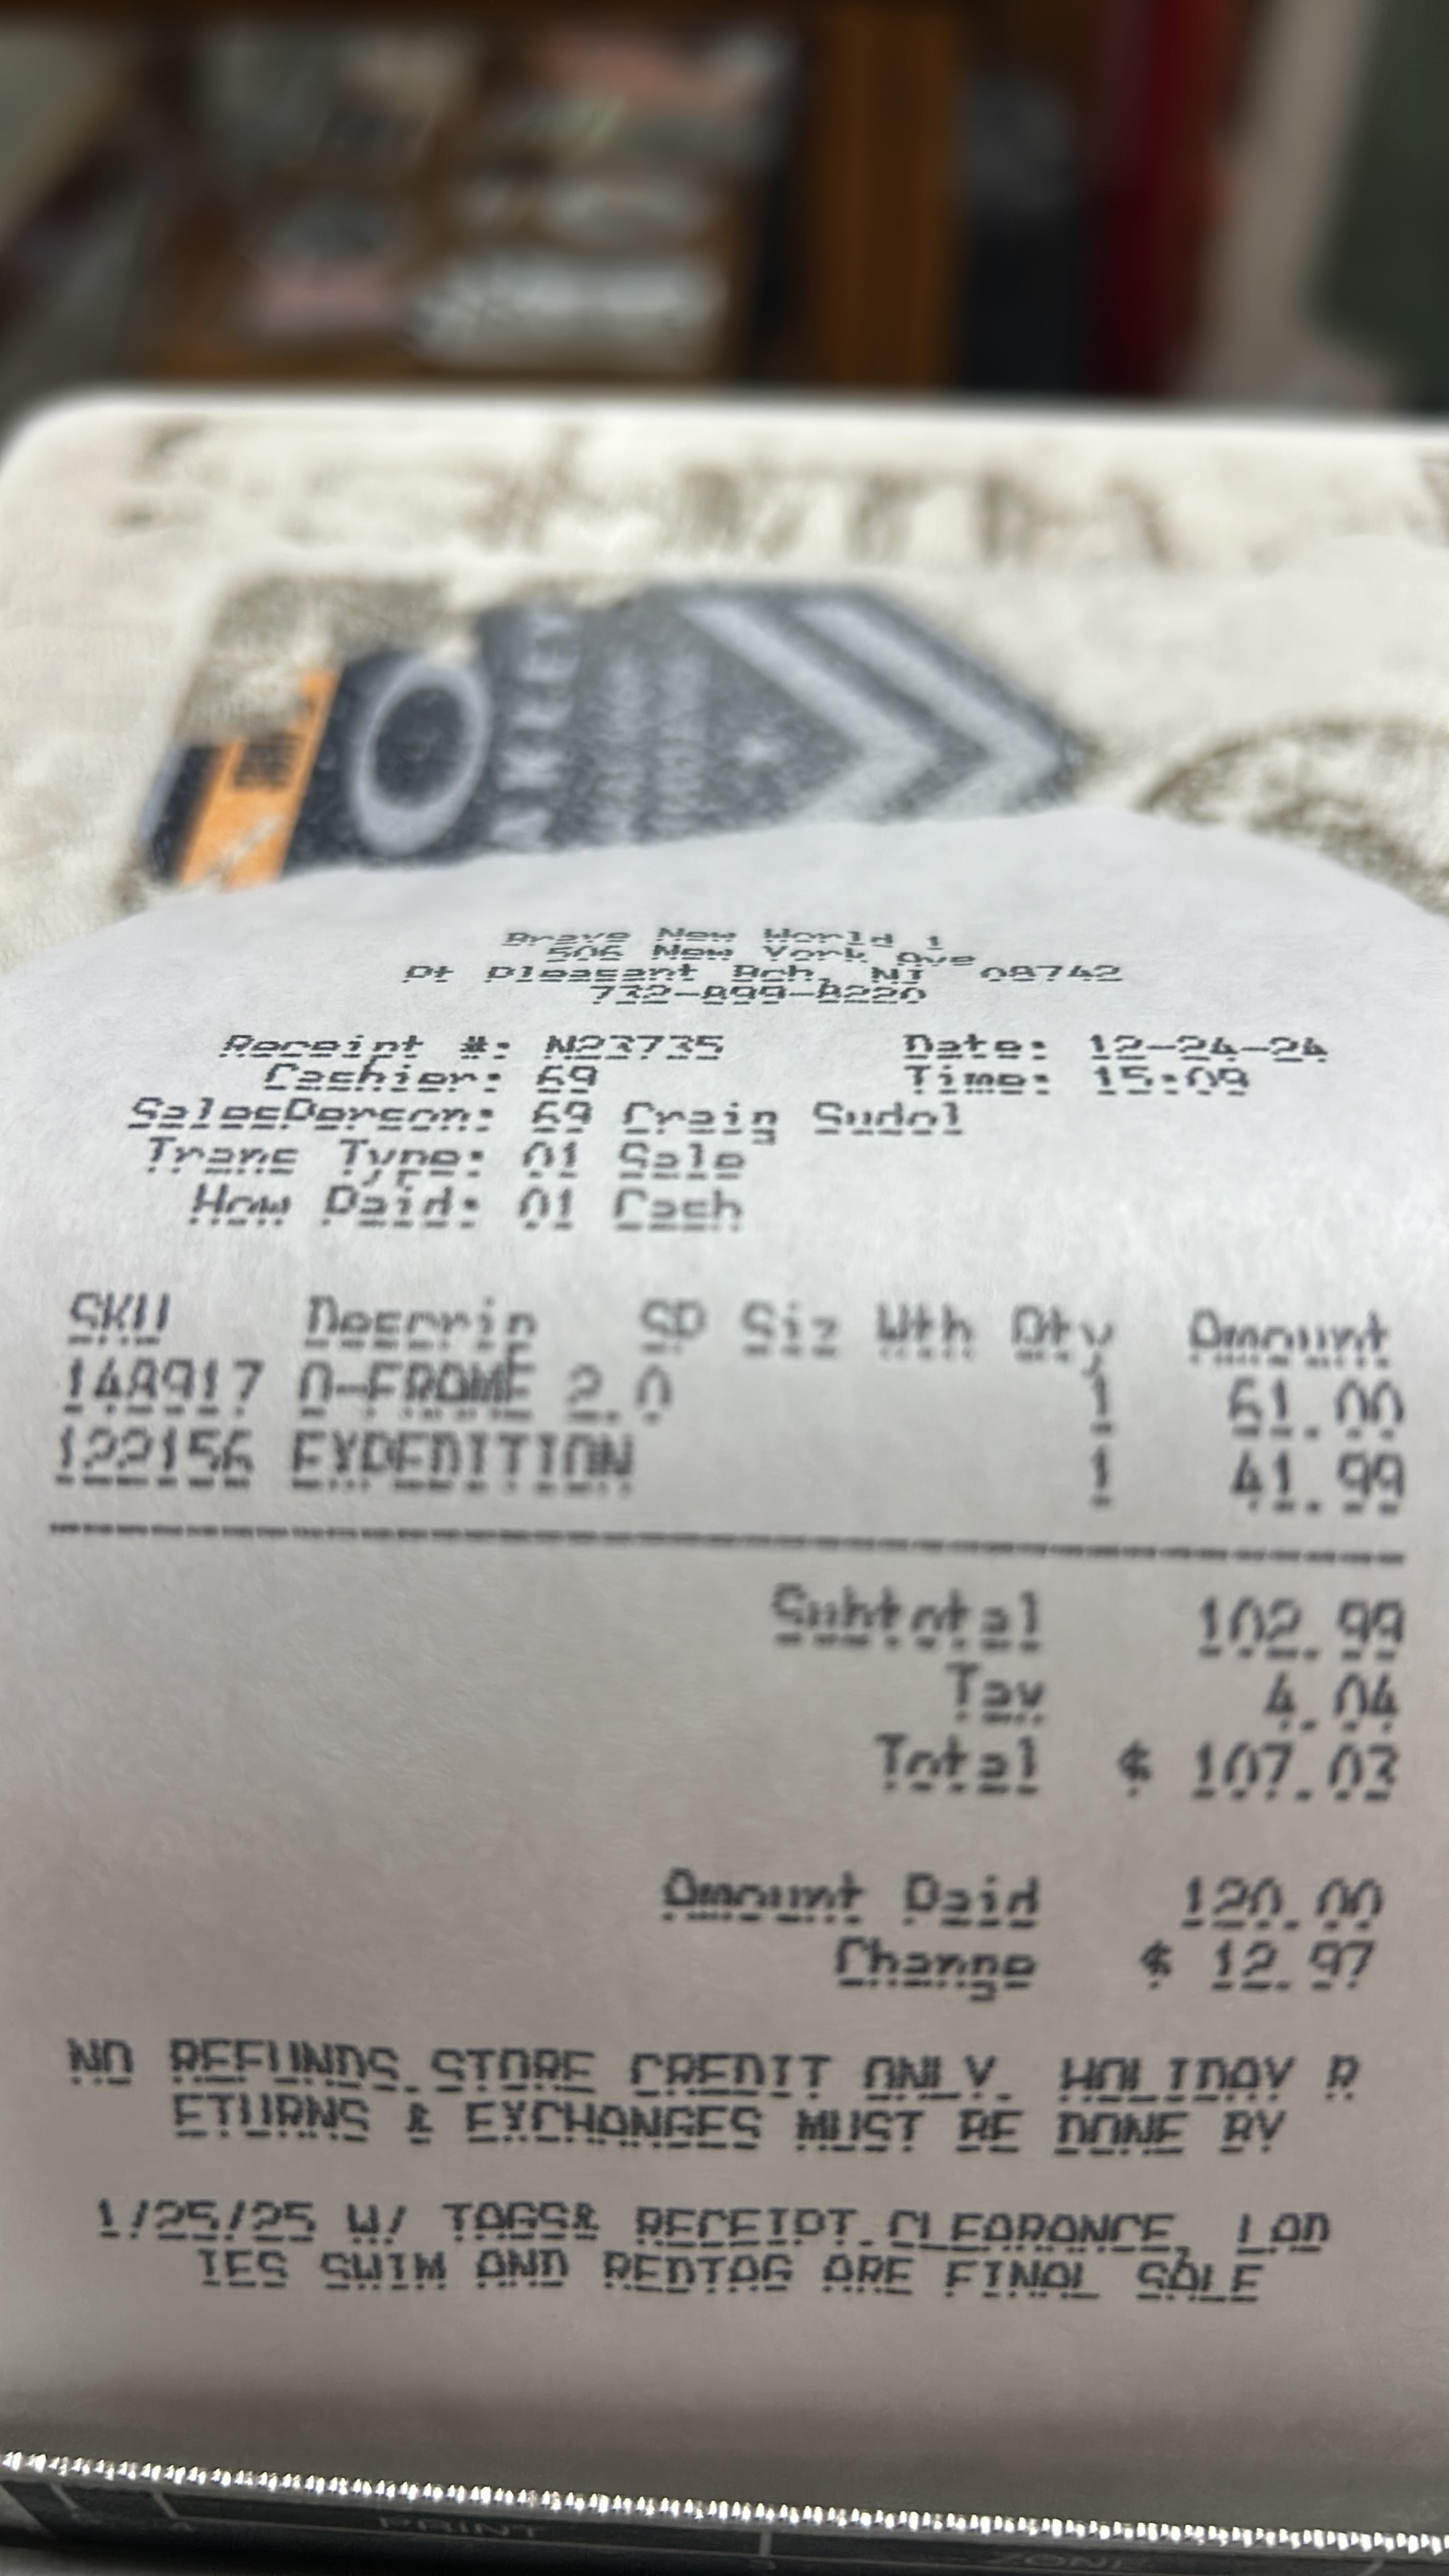 OAKLEY
Brave New World 1
506 New York Ave
Pt Pleasant Bch, NJ 08742
732-899-8220
Receipt #: N23735 Date: 12-24-24
Cashier: 69 Time: 15:09
SalesPerson: 69 Craig Sudol
Trans Type: 01 Sale
How Paid: 01 Cash
SKU Descrip SP Siz Wth Qty Amount
148917 O-FRAME 2.0 1 61.00
122156 EXPEDITION 1 41.99
Subtotal 102.99
Tax 4.04
Total $ 107.03
Amount Paid 120.00
Change $ 12.97
NO REFUNDS.STORE CREDIT ONLY. HOLIDAY R
ETURNS & EXCHANGES MUST BE DONE BY
1/25/25 W/ TAGS& RECEIPT.CLEARANCE, LAD
IES SWIM AND REDTAG ARE FINAL SALE
PRINT
ZONE